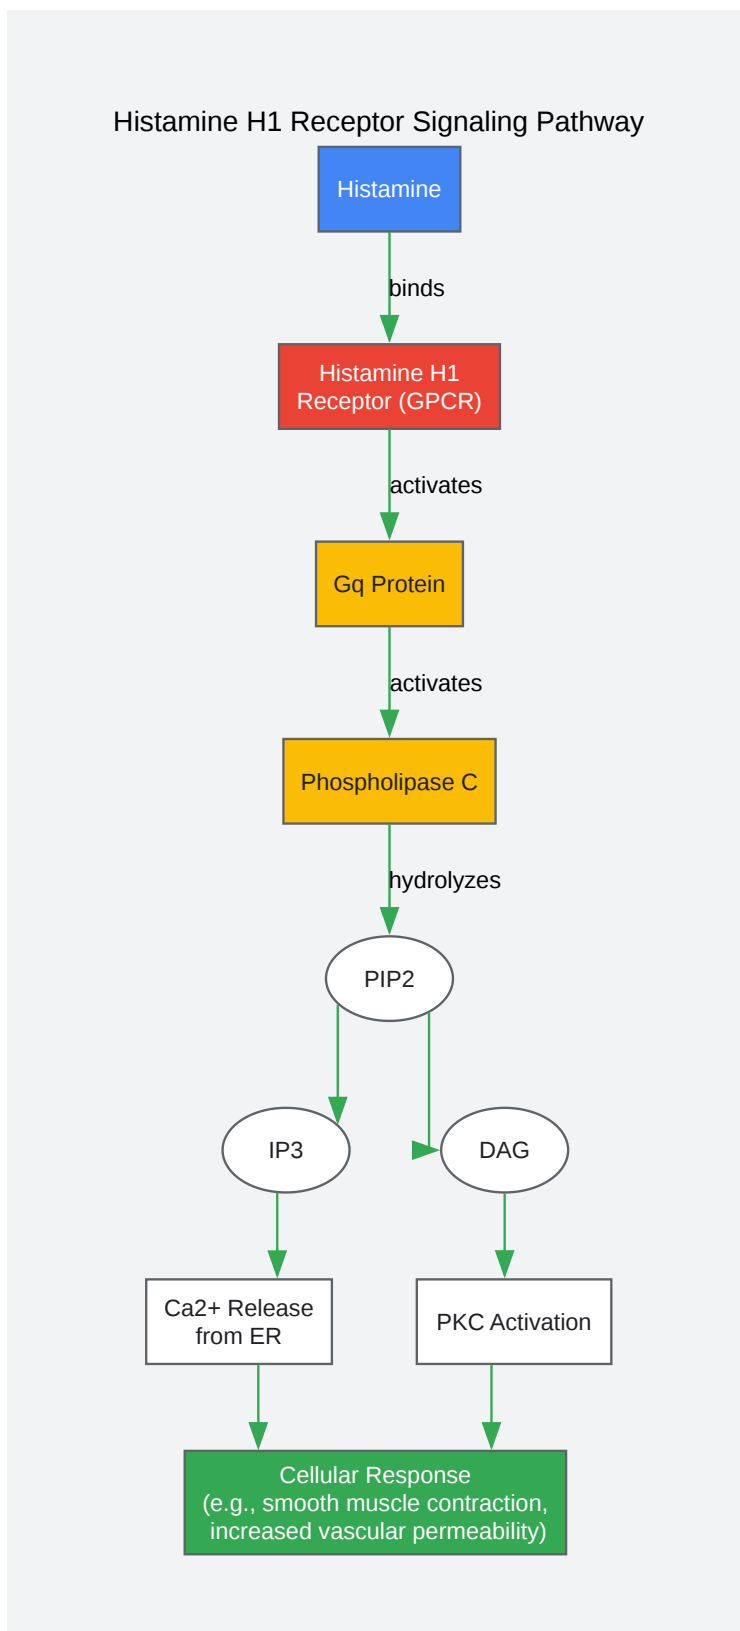 Histamine H1 Receptor Signaling Pathway
Histamine
binds
Histamine H1
Receptor (GPCR)
activates
Gq Protein
activates
Phospholipase C
hydrolyzes
PIP2
IP3
DAG
Ca2+ Release
from ER
PKC Activation
Cellular Response
(e.g., smooth muscle contraction,
increased vascular permeability)